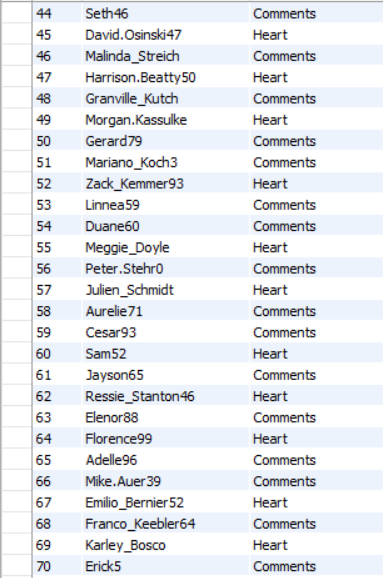 44 Seth46 Comments
45 David.Osinski47 Heart
46 Malinda_Streich Comments
47 Harrison.Beatty50 Heart
48 Granville_Kutch Comments
49 Morgan.Kassulke Heart
50 Gerard79 Comments
51 Mariano_Koch3 Comments
52 Zack_Kemmer93 Heart
53 Linnea59 Comments
54 Duane60 Comments
55 Meggie_Doyle Heart
56 Peter.Stehr0 Comments
57 Julien_Schmidt Heart
58 Aurelie71 Comments
59 Cesar93 Comments
60 Sam52 Heart
61 Jayson65 Comments
62 Ressie_Stanton46 Heart
63 Elenor88 Comments
64 Florence99 Heart
65 Adelle96 Comments
66 Mike.Auer39 Comments
67 Emilio_Bernier52 Heart
68 Franco_Keebler64 Comments
69 Karley_Bosco Heart
70 Erick5 Comments